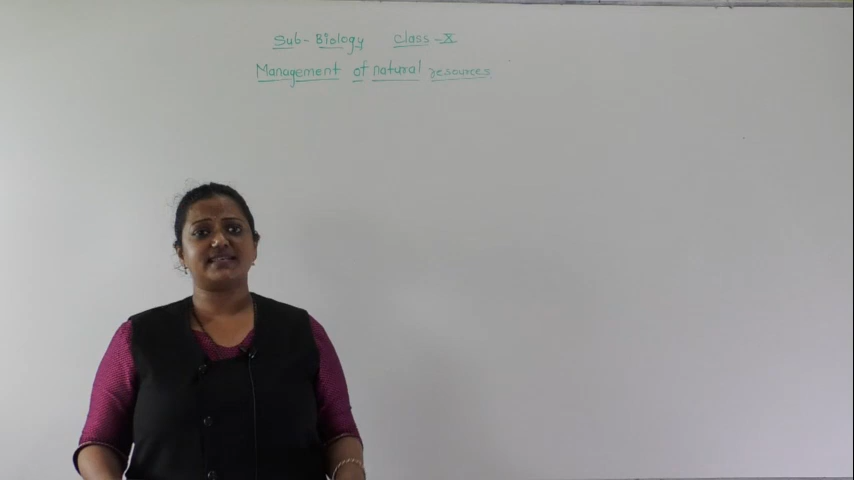 Sub- Biology Class -X
Management of natural resources